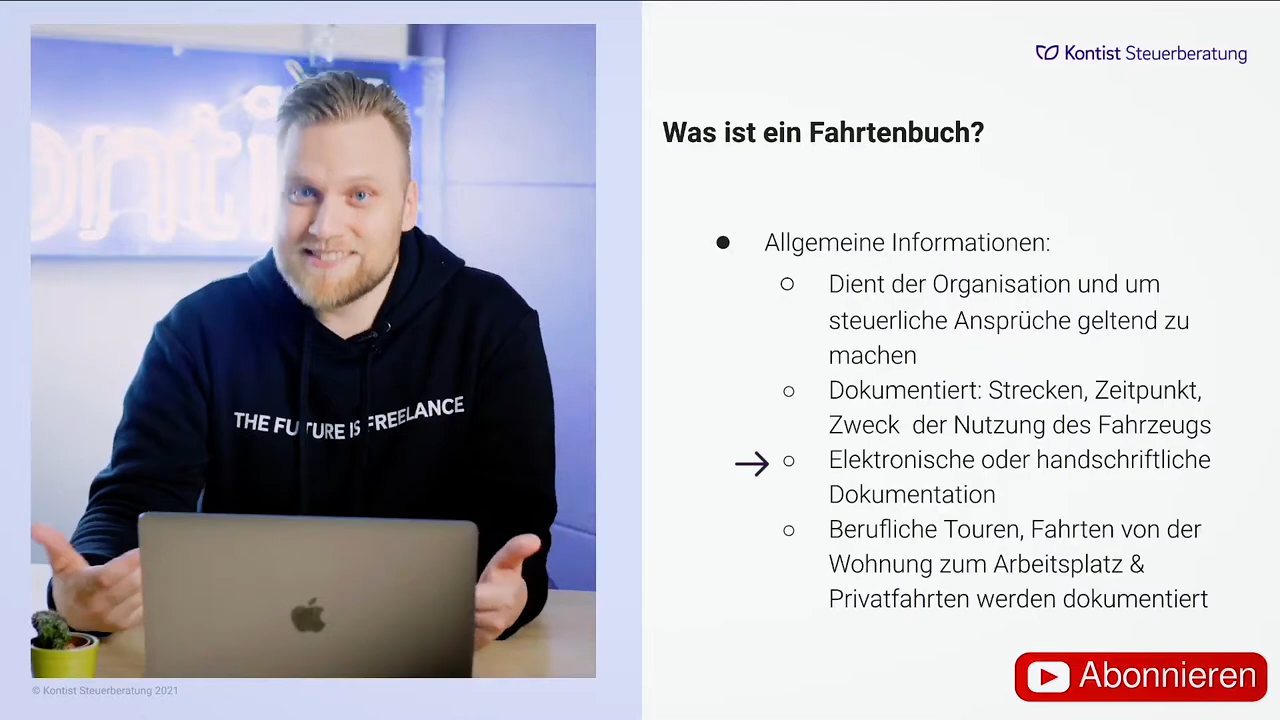 Kontist Steuerberatung
Was ist ein Fahrtenbuch?
● Allgemeine Informationen:
○ Dient der Organisation und um
steuerliche Ansprüche geltend zu
machen
○ Dokumentiert: Strecken, Zeitpunkt,
Zweck der Nutzung des Fahrzeugs
→ ○ Elektronische oder handschriftliche
Dokumentation
○ Berufliche Touren, Fahrten von der
Wohnung zum Arbeitsplatz &
Privatfahrten werden dokumentiert
THE FUTURE IS FREELANCE
© Kontist Steuerberatung 2021
Abonnieren